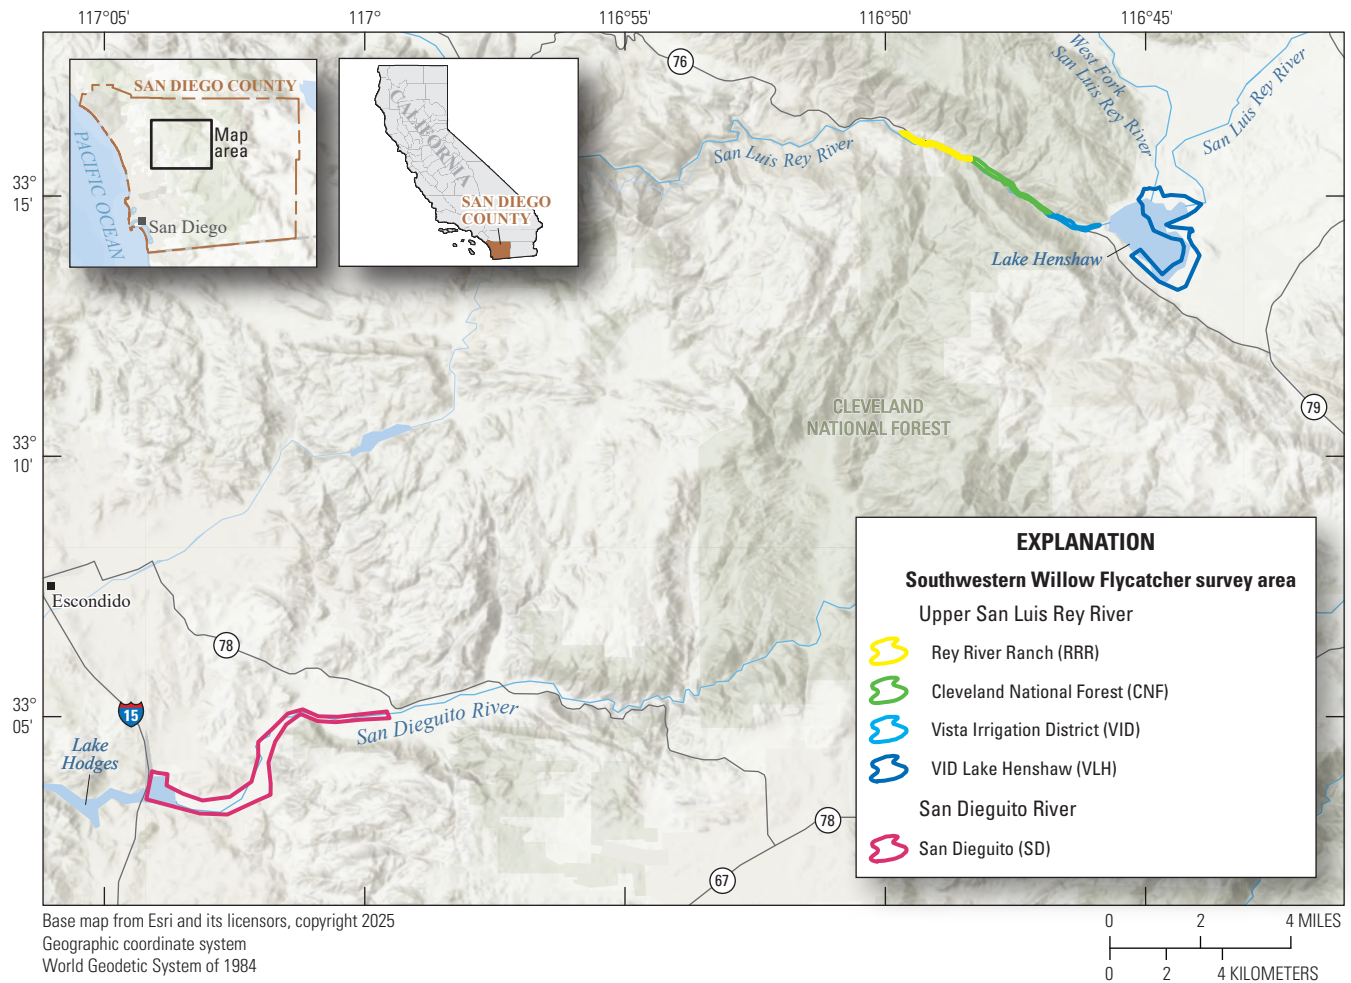 117°05'
117°
116°55'
116°50'
116°45'
33°
15'
33°
10'
33°
05'
SAN DIEGO COUNTY
Map
area
PACIFIC OCEAN
San Diego
CALIFORNIA
SAN DIEGO
COUNTY
76
San Luis Rey River
West Fork
San Luis Rey River
San Luis Rey River
Lake Henshaw
79
CLEVELAND
NATIONAL FOREST
Escondido
78
15
San Dieguito River
Lake
Hodges
78
67
EXPLANATION
Southwestern Willow Flycatcher survey area
Upper San Luis Rey River
Rey River Ranch (RRR)
Cleveland National Forest (CNF)
Vista Irrigation District (VID)
VID Lake Henshaw (VLH)
San Dieguito River
San Dieguito (SD)
Base map from Esri and its licensors, copyright 2025
Geographic coordinate system
World Geodetic System of 1984
0 2 4 MILES
0 2 4 KILOMETERS